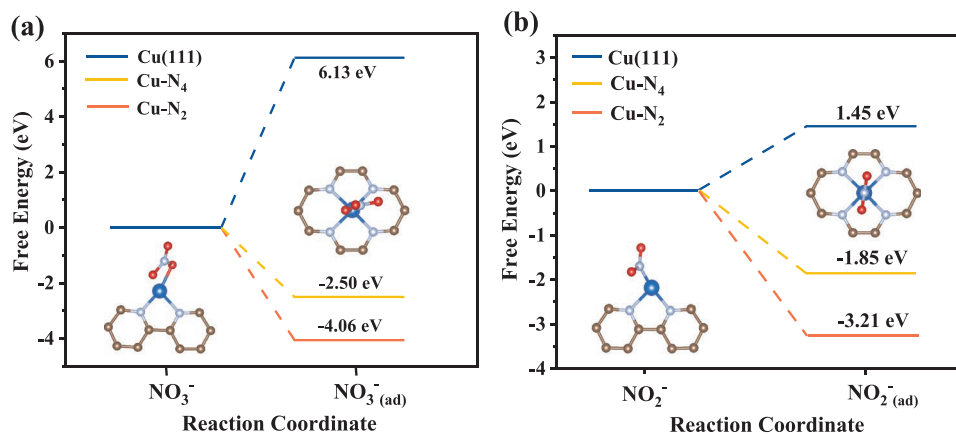 (a)
Free Energy (eV)
6
4
2
0
-2
-4
Cu(111)
Cu-N₄
Cu-N₂
6.13 eV
-2.50 eV
-4.06 eV
NO₃⁻
NO₃⁻(ad)
Reaction Coordinate
(b)
Free Energy (eV)
3
2
1
0
-1
-2
-3
-4
Cu(111)
Cu-N₄
Cu-N₂
1.45 eV
-1.85 eV
-3.21 eV
NO₂⁻
NO₂⁻(ad)
Reaction Coordinate